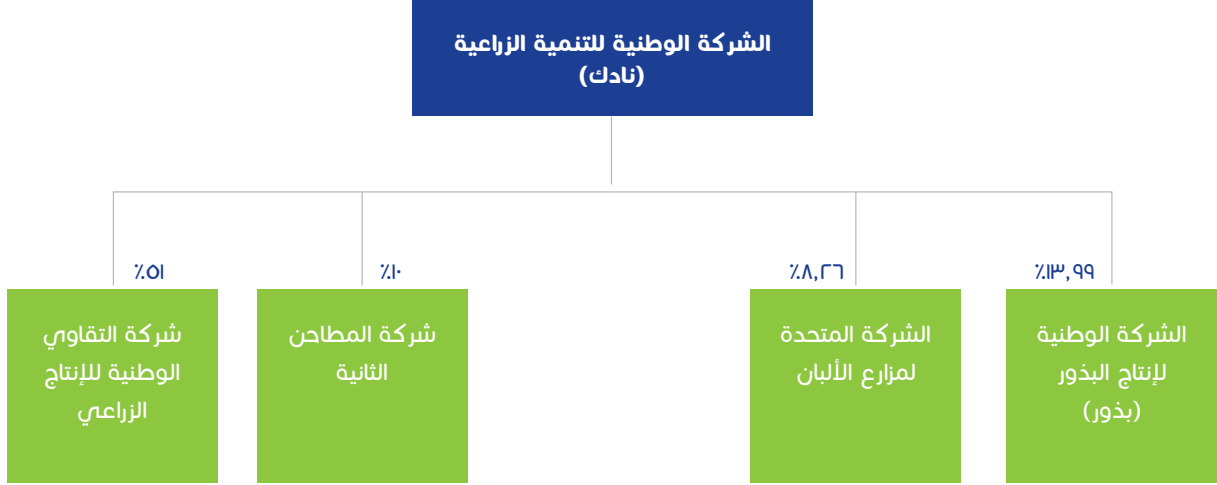 الشركة الوطنية للتنمية الزراعية
(نادك)
٪١٣,٩٩
الشركة الوطنية
لإنتاج البذور
(بذور)
٪٨,٢٦
الشركة المتحدة
لمزارع الألبان
٪١٠
شركة المطاحن
الثانية
٪٥١
شركة التقاوي
الوطنية للإنتاج
الزراعي